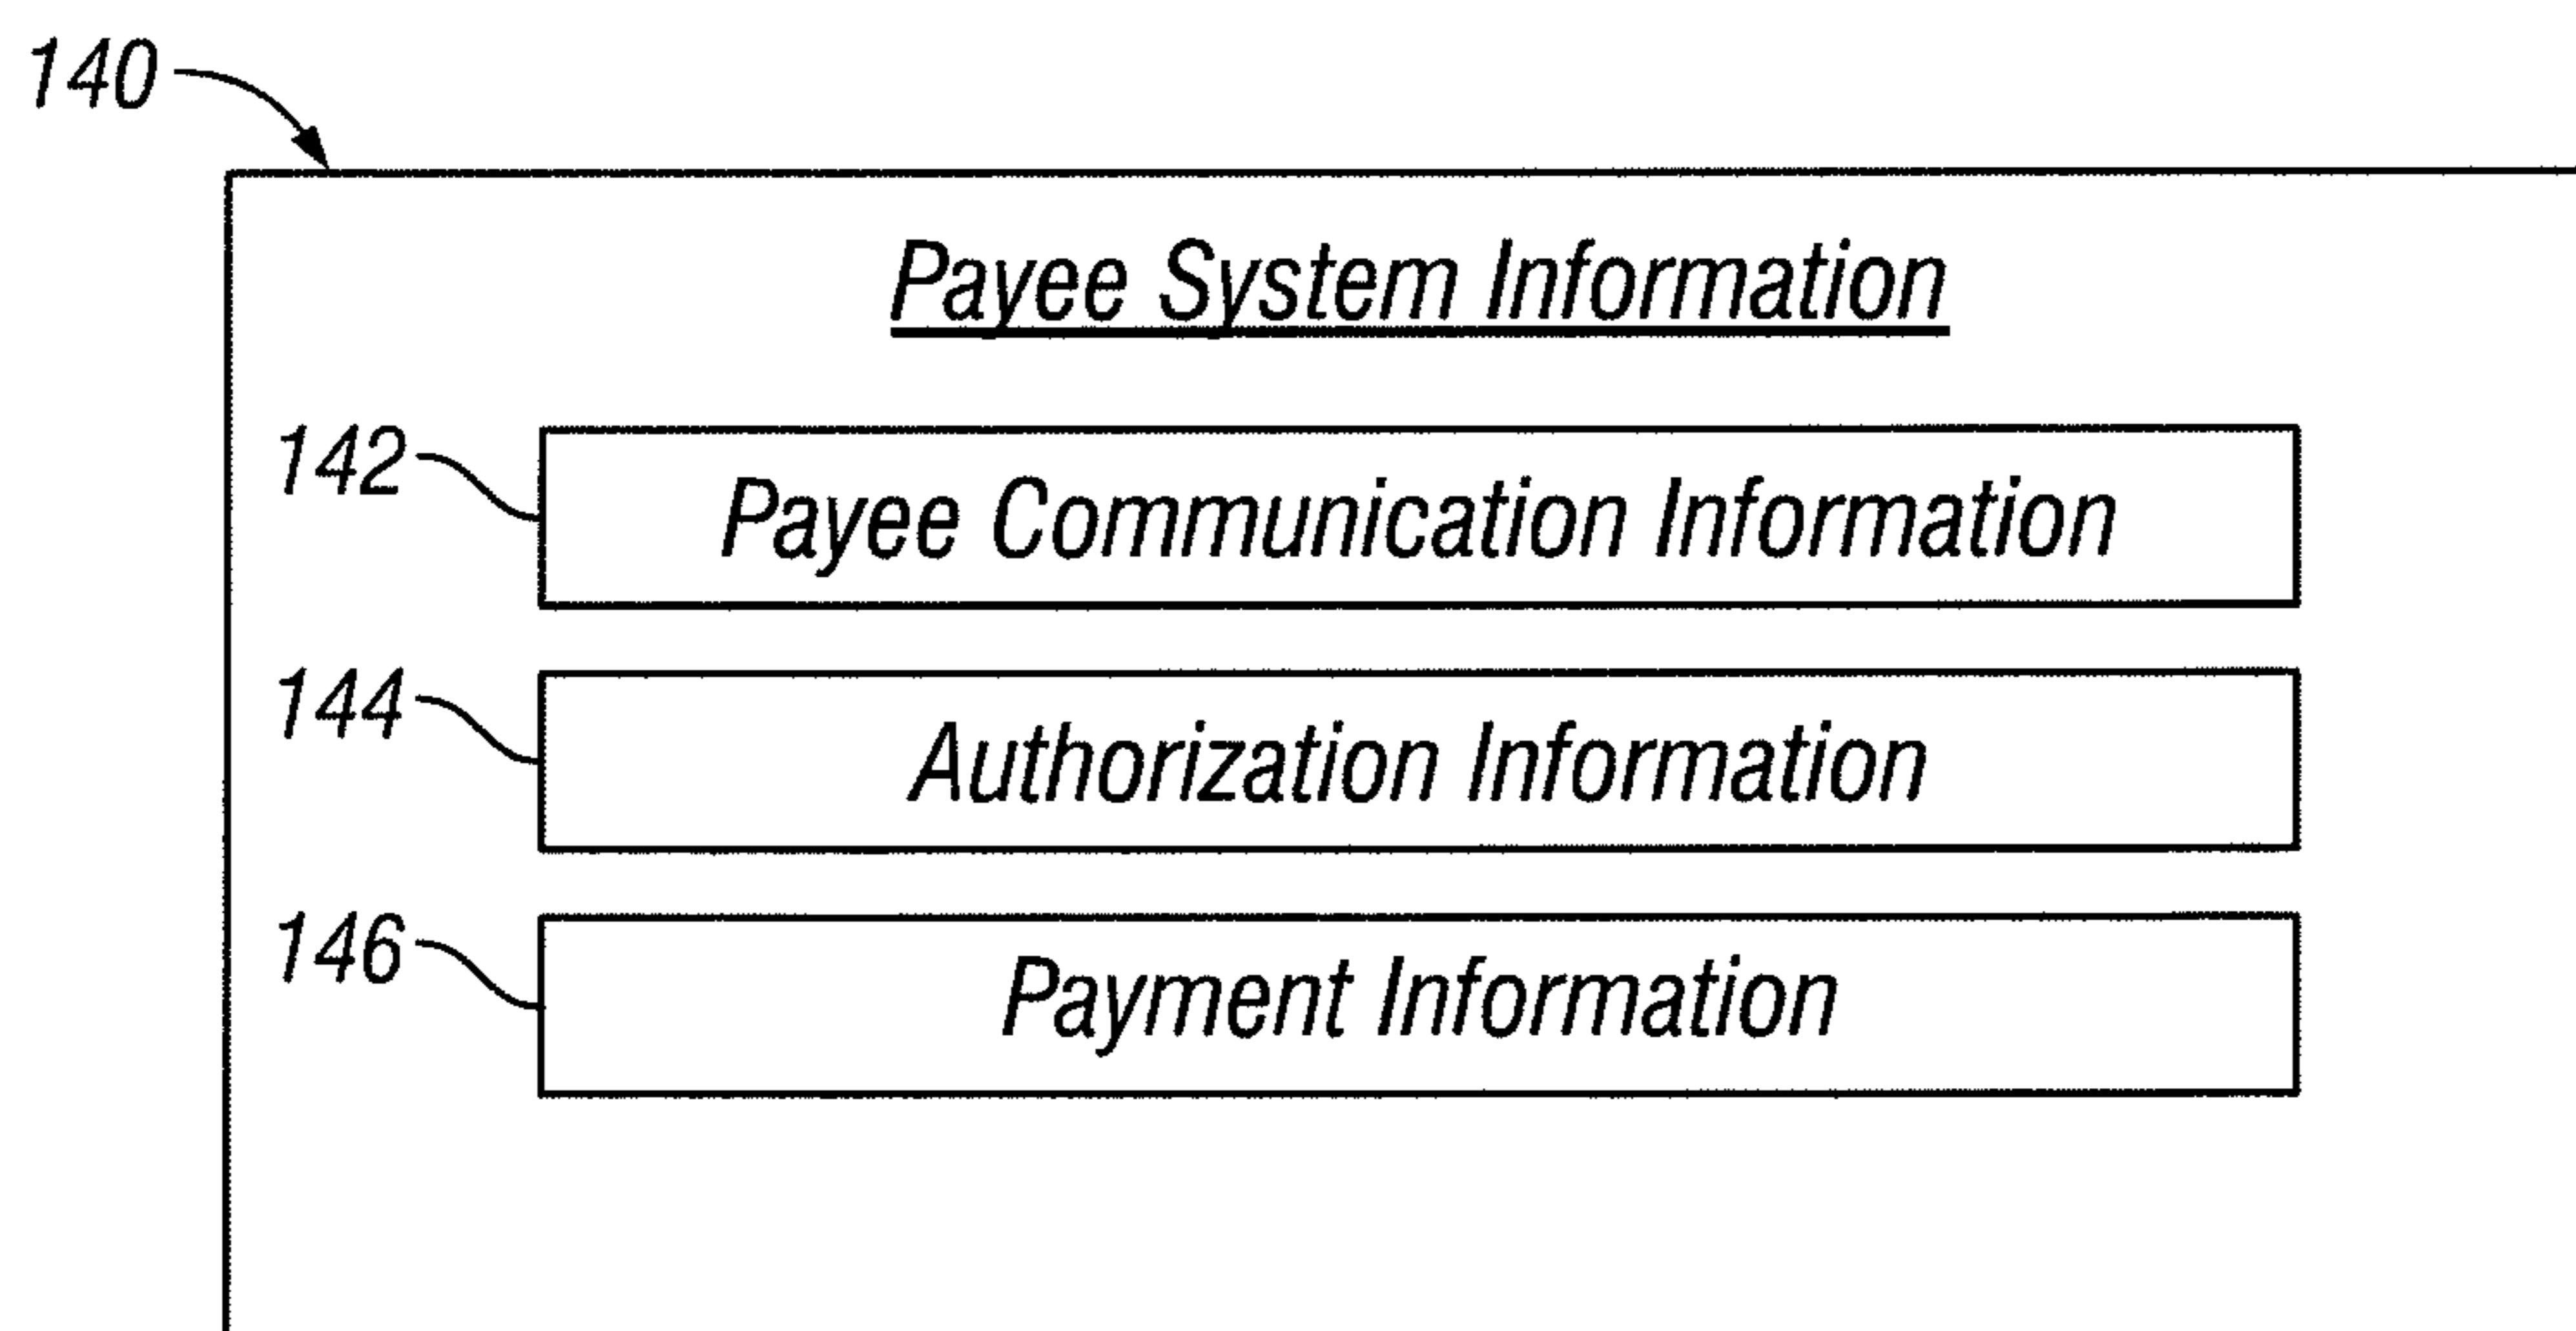 140
Payee System Information
142
Payee Communication Information
144
Authorization Information
146
Payment Information